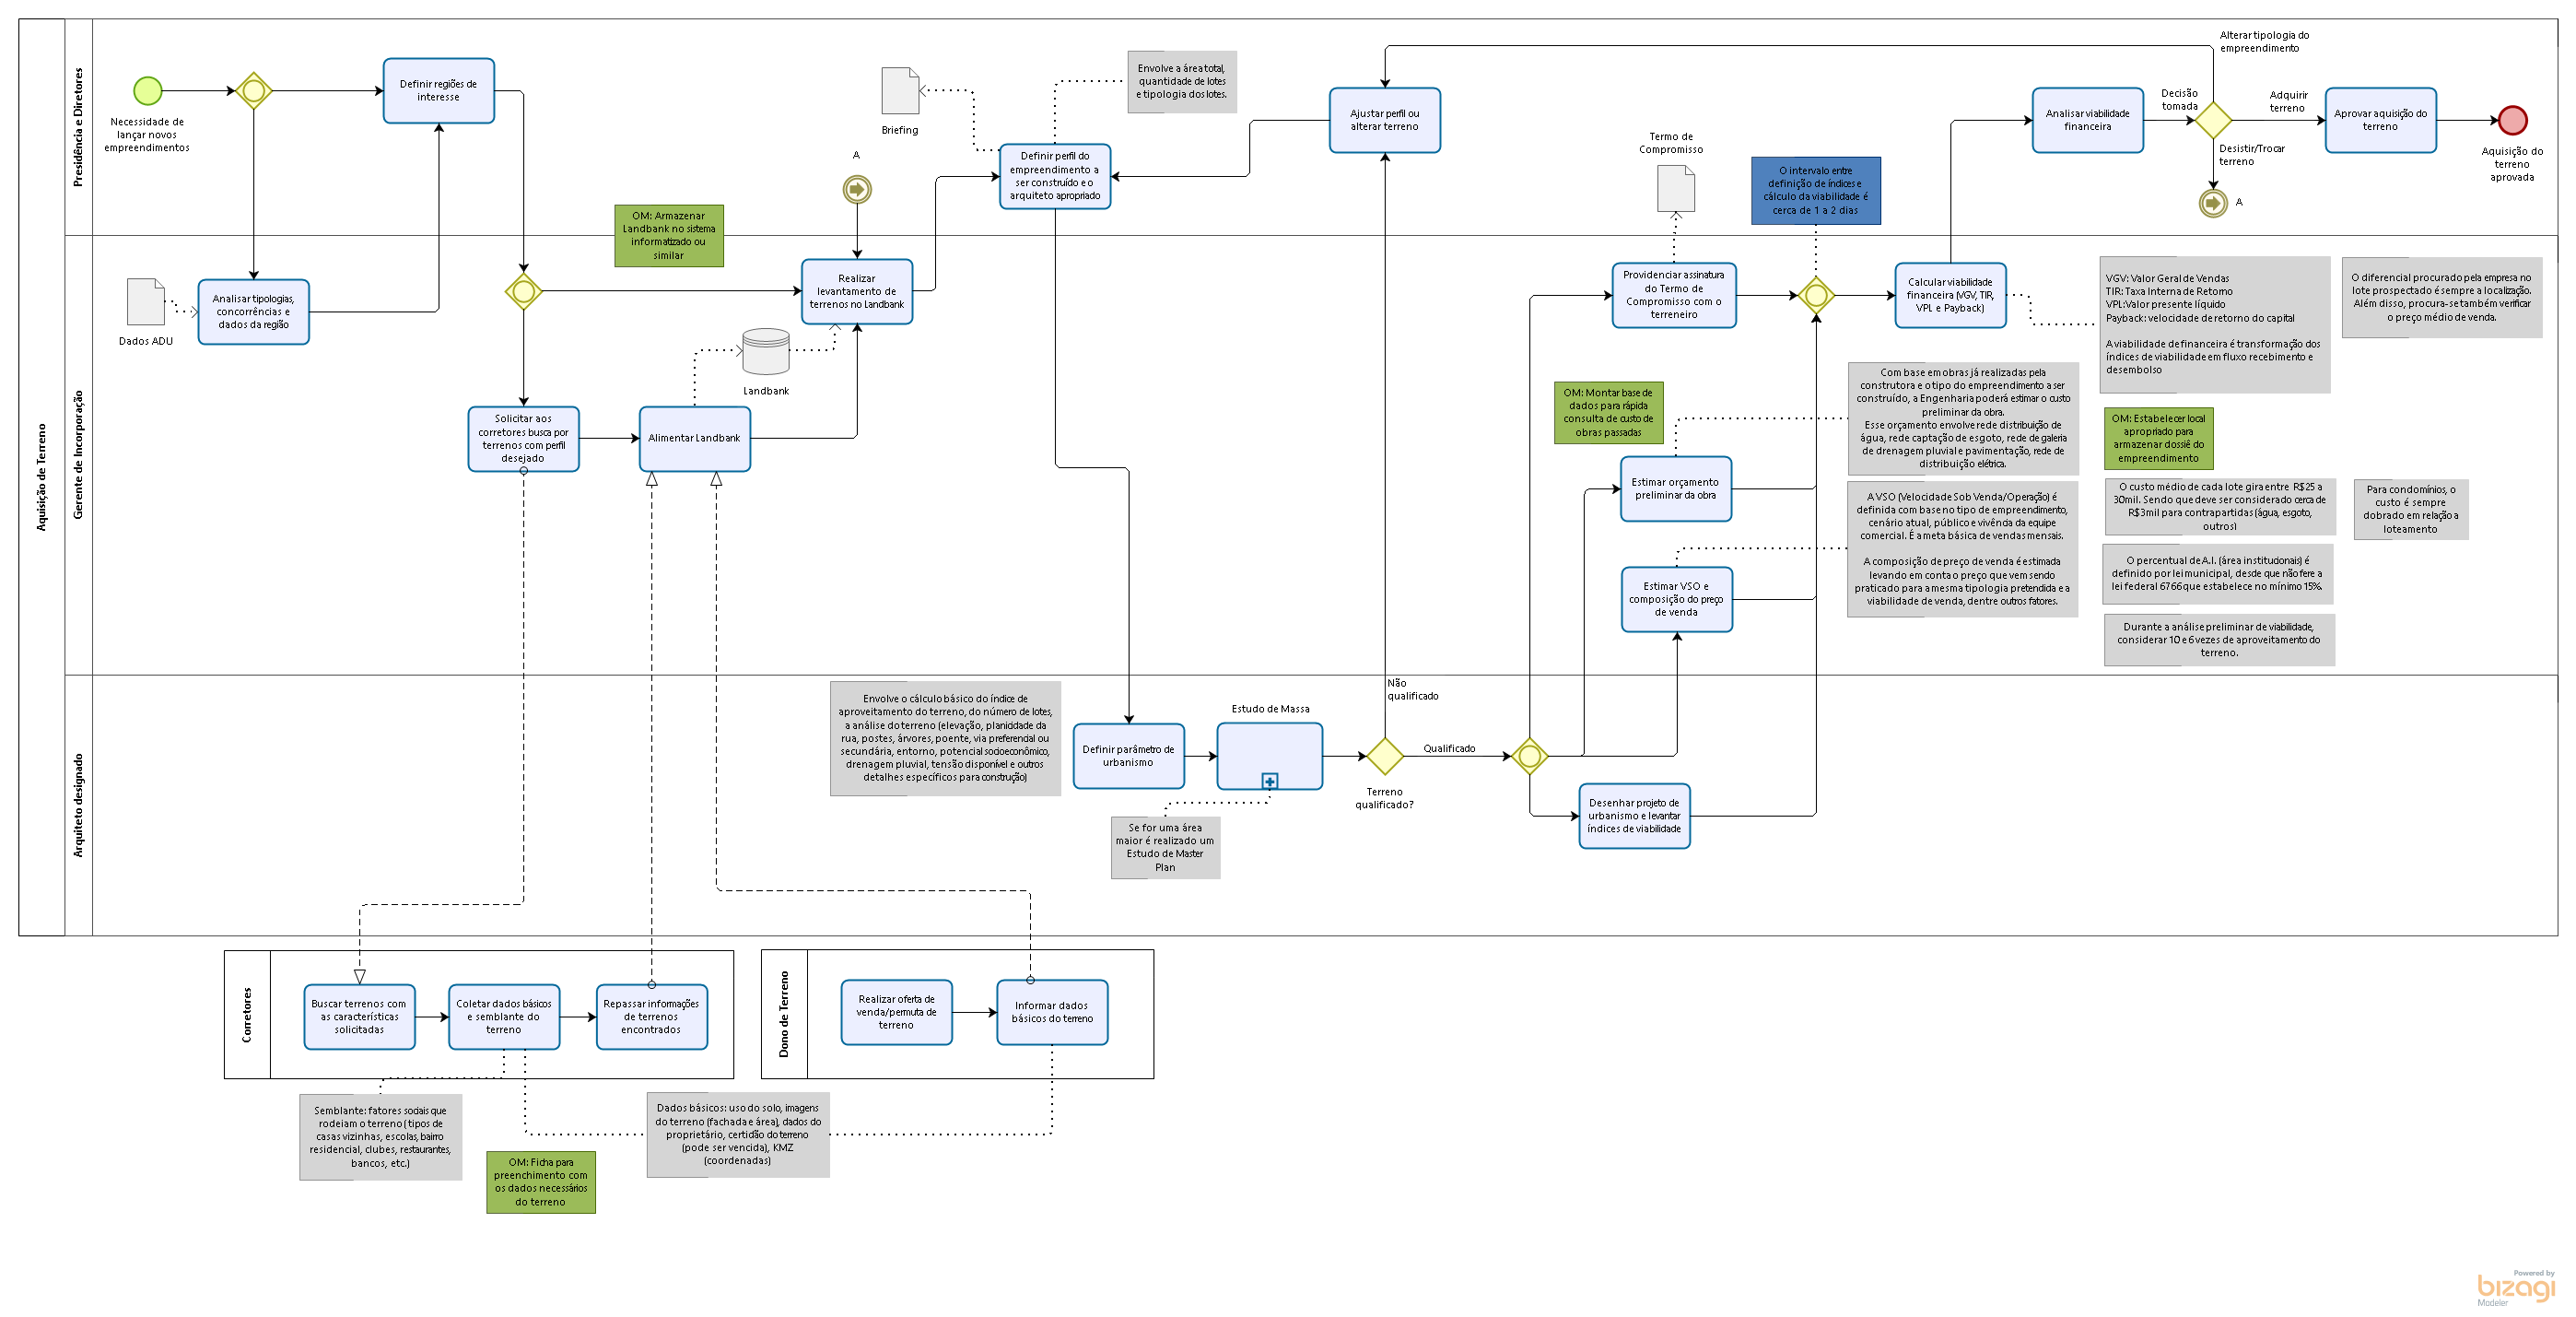 Aquisição de Terreno
Presidência e Diretores
Necessidade de
lançar novos
empreendimentos
Definir regiões de
interesse
A
Briefing
Envolve a área total,
quantidade de lotes
e tipologia dos lotes.
Definir perfil do
empreendimento a
ser construído e o
arquiteto apropriado
Ajustar perfil ou
alterar terreno
Termo de
Compromisso
O intervalo entre
definição de índices e
cálculo da viabilidade é
cerca de 1 a 2 dias
Analisar viabilidade
financeira
Decisão
tomada
Alterar tipologia do
empreendimento
Adquirir
terreno
Desistir/Trocar
terreno
A
Aprovar aquisição do
terreno
Aquisição do
terreno
aprovada
Gerente de Incorporação
Dados ADU
Analisar tipologias,
concorrências e
dados da região
OM: Armazenar
Landbank no sistema
informatizado ou
similar
Realizar
levantamento de
terrenos no Landbank
Landbank
Solicitar aos
corretores busca por
terrenos com perfil
desejado
Alimentar Landbank
Providenciar assinatura
do Termo de
Compromisso com o
terreneiro
Calcular viabilidade
financeira (VGV, TIR,
VPL e Payback)
VGV: Valor Geral de Vendas
TIR: Taxa Interna de Retorno
VPL:Valor presente líquido
Payback: velocidade de retorno do capital
A viabilidade de financeira é transformação dos
índices de viabilidade em fluxo recebimento e
desembolso
O diferencial procurado pela empresa no
lote prospectado é sempre a localização.
Além disso, procura-se também verificar
o preço médio de venda.
OM: Montar base de
dados para rápida
consulta de custo de
obras passadas
Com base em obras já realizadas pela
construtora e o tipo do empreendimento a ser
construído, a Engenharia poderá estimar o custo
preliminar da obra.
Esse orçamento envolve rede distribuição de
água, rede captação de esgoto, rede de galeria
de drenagem pluvial e pavimentação, rede de
distribuição elétrica.
OM: Estabelecer local
apropriado para
armazenar dossiê do
empreendimento
Estimar orçamento
preliminar da obra
A VSO (Velocidade Sob Venda/Operação) é
definida com base no tipo de empreendimento,
cenário atual, público e vivência da equipe
comercial. É a meta básica de vendas mensais.
A composição de preço de venda é estimada
levando em conta o preço que vem sendo
praticado para a mesma tipologia pretendida e a
viabilidade de venda, dentre outros fatores.
O custo médio de cada lote gira entre R$25 a
30mil. Sendo que deve ser considerado cerca de
R$3mil para contrapartidas (água, esgoto,
outros)
Para condomínios, o
custo é sempre
dobrado em relação a
loteamento
Estimar VSO e
composição do preço
de venda
O percentual de A.I. (área institucionais) é
definido por lei municipal, desde que não fere a
lei federal 6766 que estabelece no mínimo 15%.
Durante a análise preliminar de viabilidade,
considerar 10 e 6 vezes de aproveitamento do
terreno.
Arquiteto designado
Envolve o cálculo básico do índice de
aproveitamento do terreno, do número de lotes,
a análise do terreno (elevação, planicidade da
rua, postes, árvores, poente, via preferencial ou
secundária, entorno, potencial socioeconômico,
drenagem pluvial, tensão disponível e outros
detalhes específicos para construção)
Definir parâmetro de
urbanismo
Estudo de Massa
Se for uma área
maior é realizado um
Estudo de Master
Plan
Não
qualificado
Terreno
qualificado?
Qualificado
Desenhar projeto de
urbanismo e levantar
índices de viabilidade
Corretores
Buscar terrenos com
as características
solicitadas
Coletar dados básicos
e semblante do
terreno
Repassar informações
de terrenos
encontrados
Dono de Terreno
Realizar oferta de
venda/permuta de
terreno
Informar dados
básicos do terreno
Semblante: fatores sociais que
rodeiam o terreno ( tipos de
casas vizinhas, escolas, bairro
residencial, clubes, restaurantes,
bancos, etc.)
OM: Ficha para
preenchimento com
os dados necessários
do terreno
Dados básicos: uso do solo, imagens
do terreno (fachada e área), dados do
proprietário, certidão do terreno
(pode ser vencida), KMZ
(coordenadas)
Powered by
bizagi
Modeler